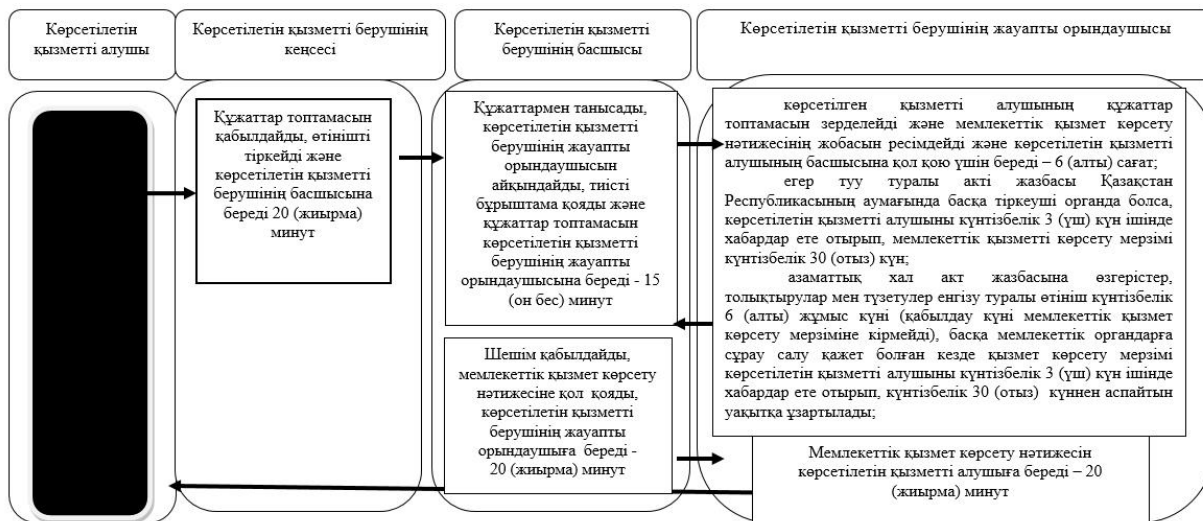 Көрсетілетін
қызметті алушы
Көрсетілетін қызметті берушінің
кеңсесі
Көрсетілетін қызметті
берушінің басшысы
Көрсетілетін қызметті берушінің жауапты орындаушысы
Құжаттар топтамасын
қабылдайды, өтінішті
тіркейді және
көрсетілетін қызметті
берушінің басшысына
береді 20 (жиырма)
минут
Құжаттармен танысады,
көрсетілетін қызметті
берушінің жауапты
орындаушысын
айқындайды, тиісті
бұрыштама қояды және
құжаттар топтамасын
көрсетілетін қызметті
берушінің жауапты
орындаушысына береді - 15
(он бес) минут
көрсетілген қызметті алушының құжаттар
топтамасын зерделейді және мемлекеттік қызмет көрсету
нәтижесінің жобасын ресімдейді және көрсетілетін қызметті
алушының басшысына қол қою үшін береді – 6 (алты) сағат;
егер туу туралы акті жазбасы Қазақстан
Республикасының аумағында басқа тіркеуші органда болса,
көрсетілетін қызметті алушыны күнтізбелік 3 (үш) күн ішінде
хабардар ете отырып, мемлекеттік қызметті көрсету мерзімі
күнтізбелік 30 (отыз) күн;
азаматтық хал акт жазбасына өзгерістер,
толықтырулар мен түзетулер енгізу туралы өтініш күнтізбелік
6 (алты) жұмыс күні (қабылдау күні мемлекеттік қызмет
көрсету мерзіміне кірмейді), басқа мемлекеттік органдарға
сұрау салу қажет болған кезде қызмет көрсету мерзімі
көрсетілетін қызметті алушыны күнтізбелік 3 (үш) күн ішінде
хабардар ете отырып, күнтізбелік 30 (отыз) күннен аспайтын
уақытқа ұзартылады;
Шешім қабылдайды,
мемлекеттік қызмет көрсету
нәтижесіне қол қояды,
көрсетілетін қызметті
берушінің жауапты
орындаушыға береді -
20 (жиырма) минут
Мемлекеттік қызмет көрсету нәтижесін
көрсетілетін қызметті алушыға береді – 20
(жиырма) минут